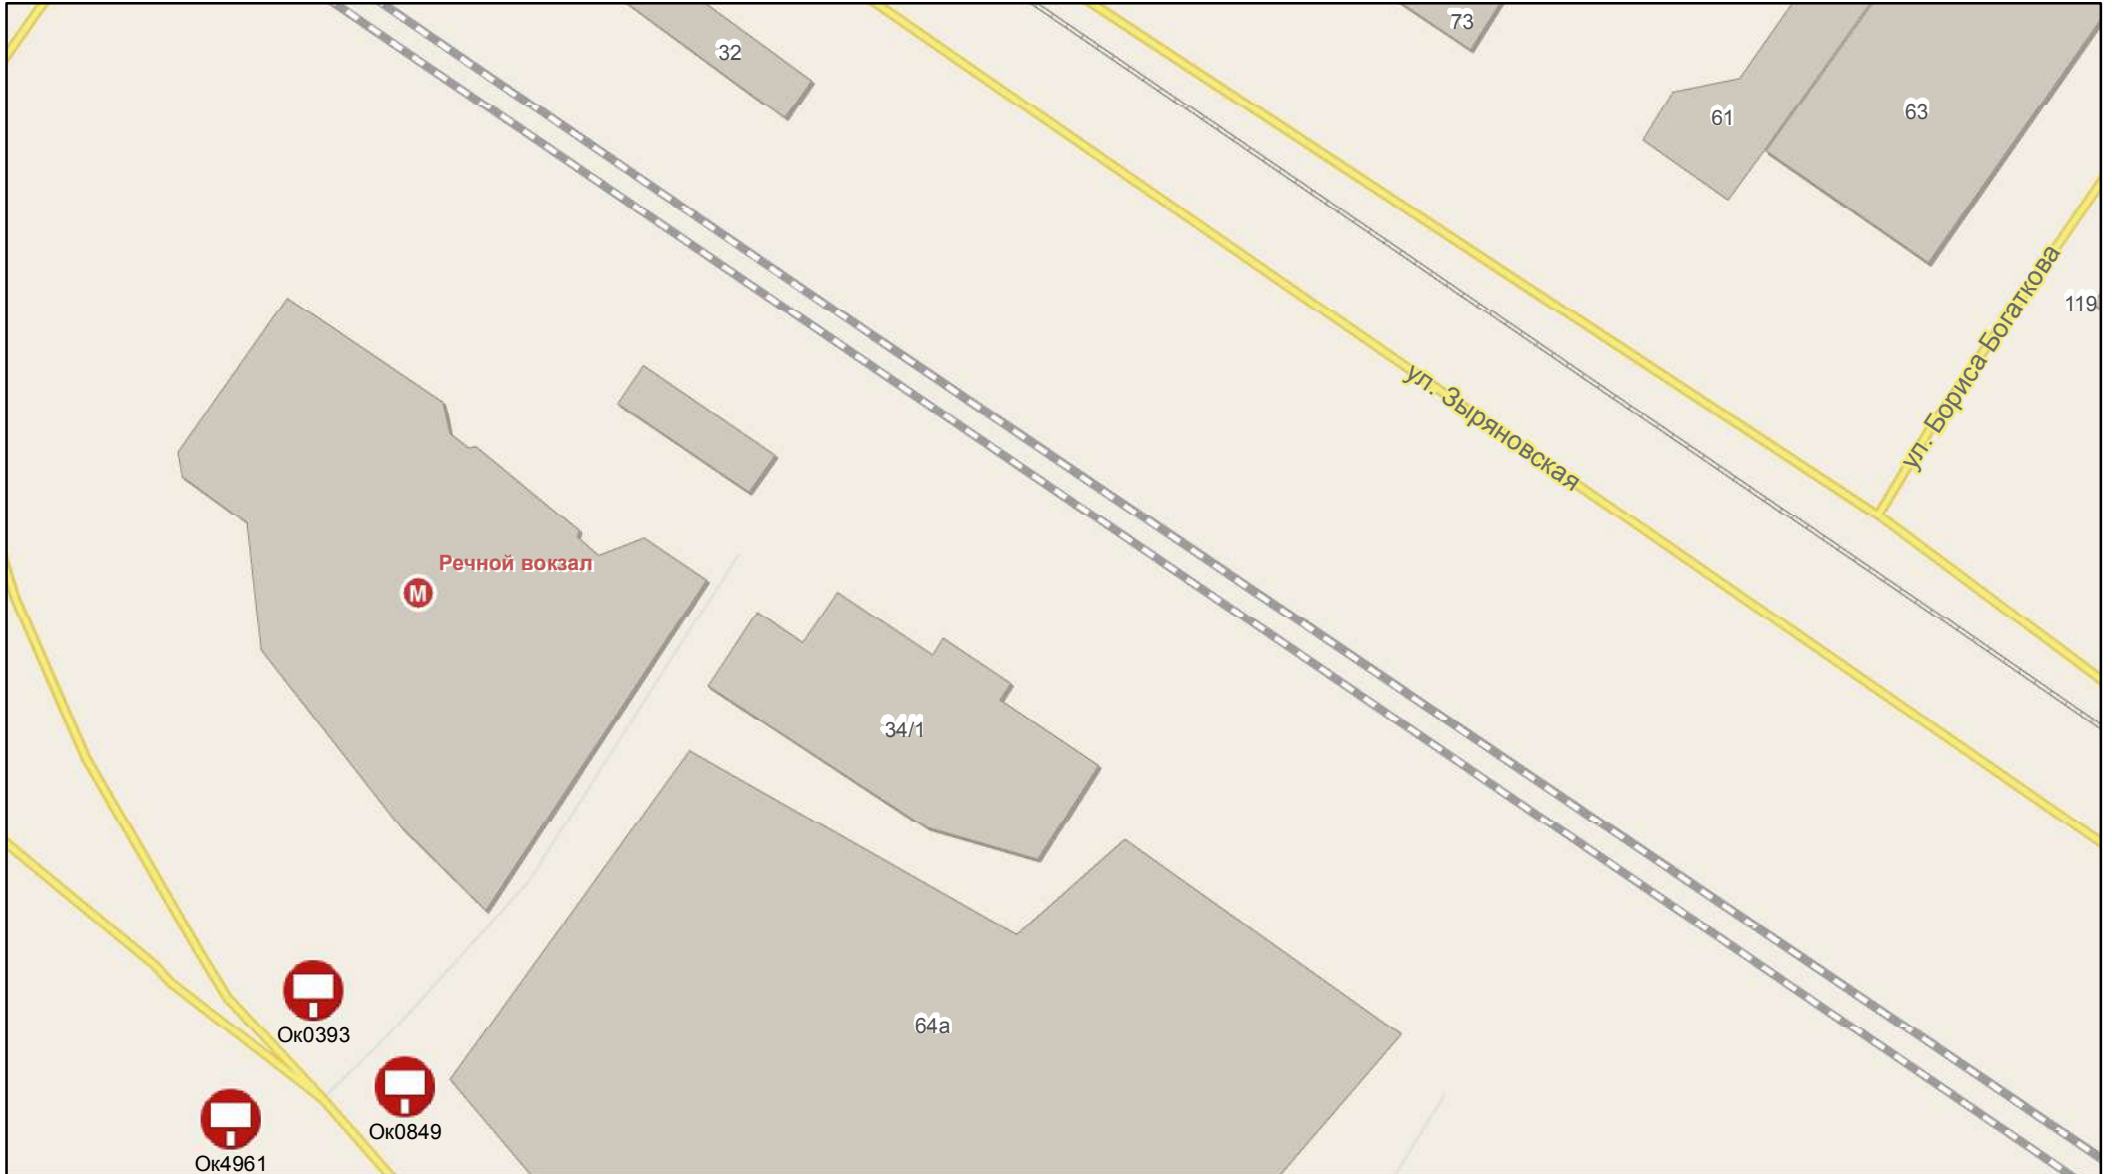 73
32
61
63
119
ул. Бориса Богаткова
ул. Зыряновская
Речной вокзал
М
34/1
64а
Ок0393
Ок0849
Ок4961